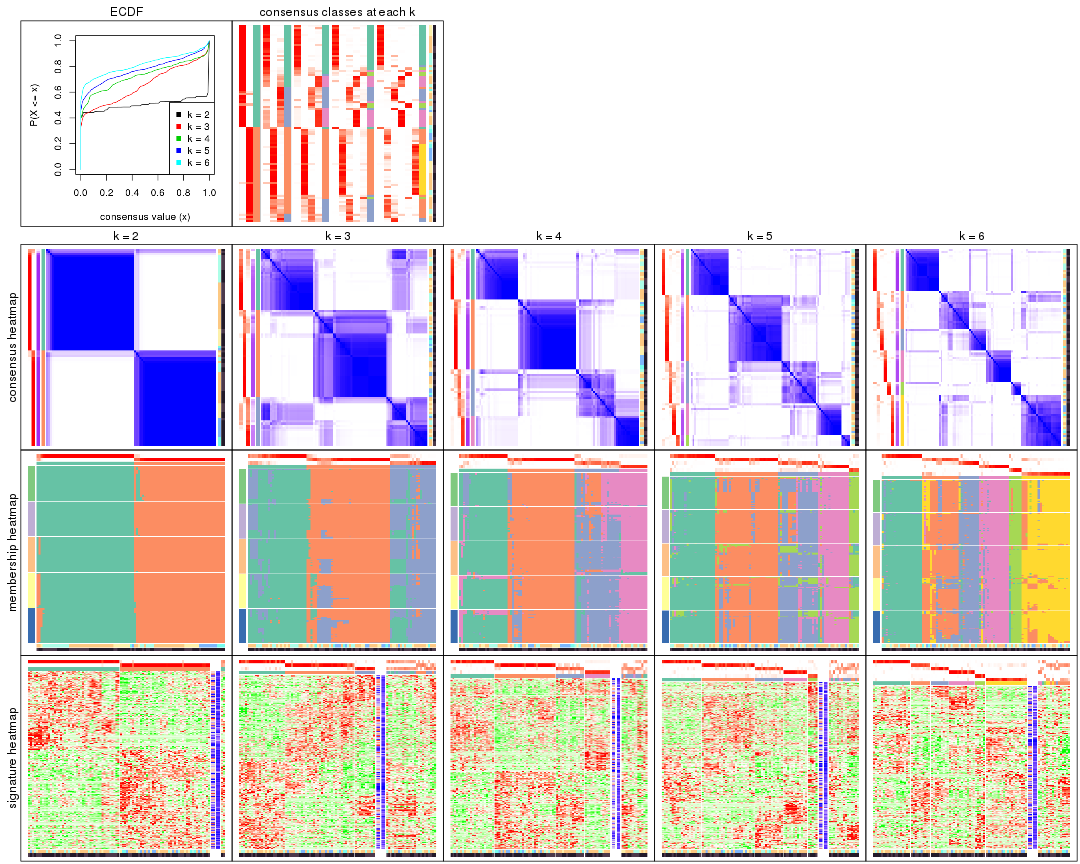 ECDF
consensus classes at each k
P(X <= x)
0.0 0.2 0.4 0.6 0.8 1.0
k = 2
k = 3
k = 4
k = 5
k = 6
0.0 0.2 0.4 0.6 0.8 1.0
consensus value (x)
k = 2
k = 3
k = 4
k = 5
k = 6
consensus heatmap
membership heatmap
signature heatmap